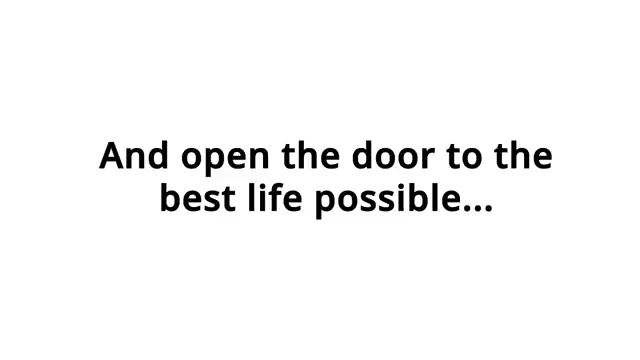 And open the door to the
best life possible...